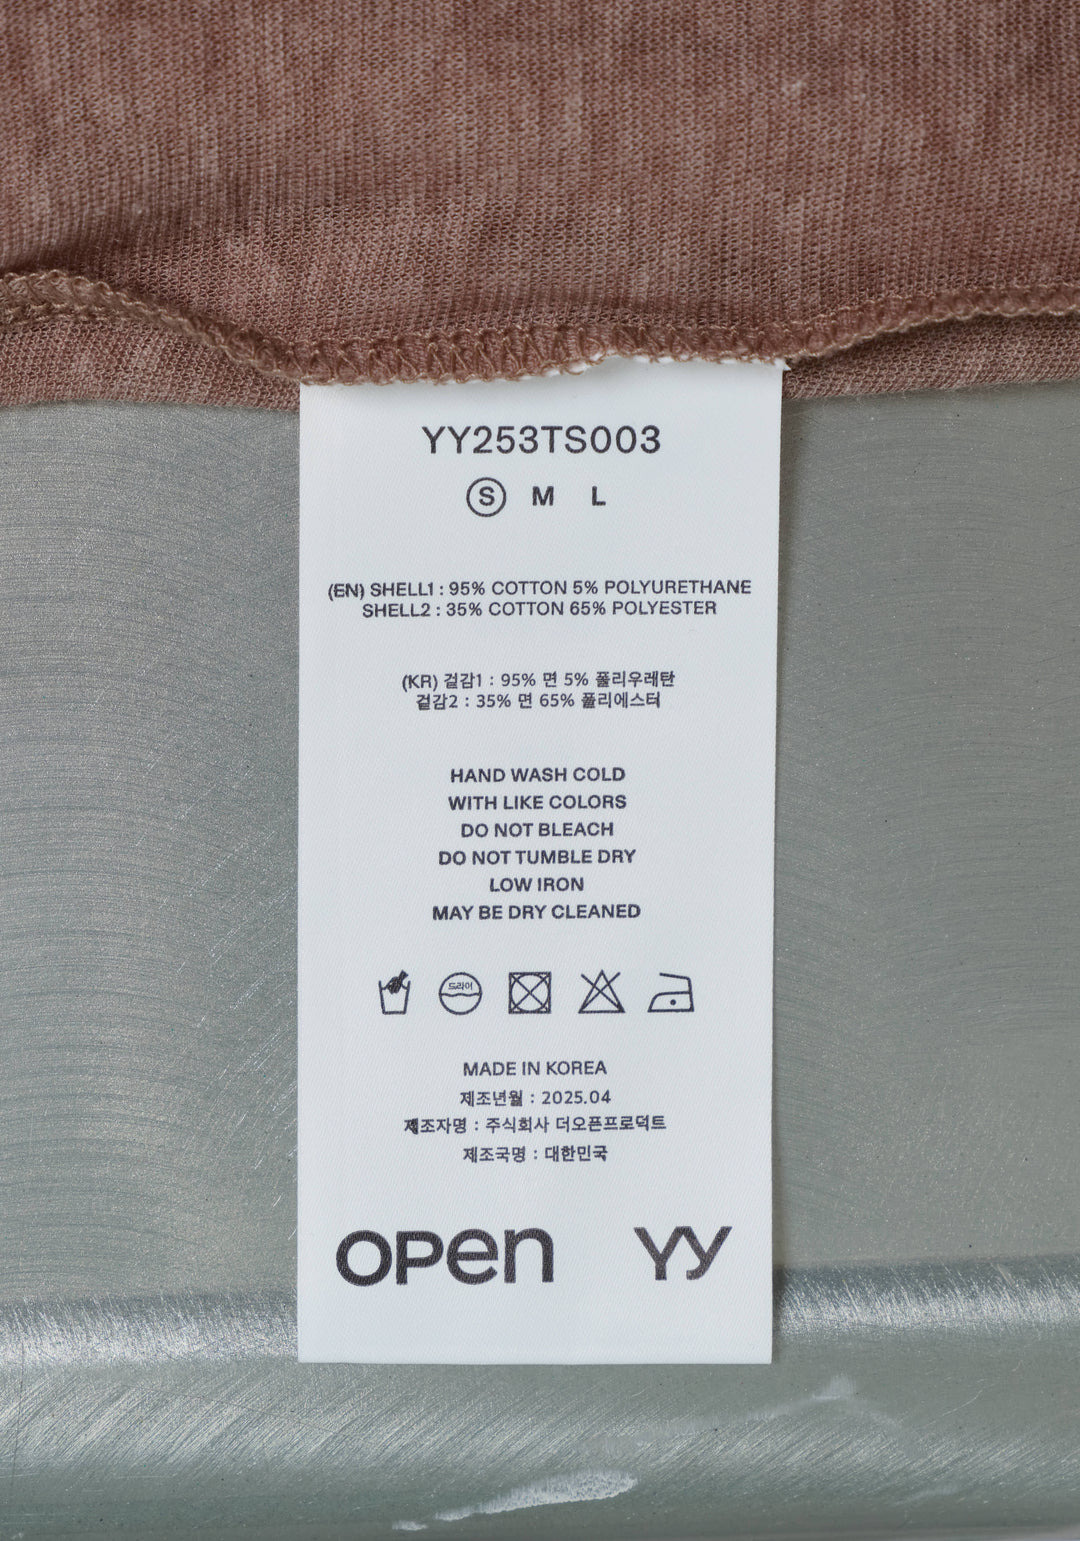 YY253TS003
S M L
(EN) SHELL1 : 95% COTTON 5% POLYURETHANE
SHELL2 : 35% COTTON 65% POLYESTER
(KR) 겉감1 : 95% 면 5% 폴리우레탄
겉감2 : 35% 면 65% 폴리에스터
HAND WASH COLD
WITH LIKE COLORS
DO NOT BLEACH
DO NOT TUMBLE DRY
LOW IRON
MAY BE DRY CLEANED
드라이
MADE IN KOREA
제조년월 : 2025.04
제조자명 : 주식회사 더오픈프로덕트
제조국명 : 대한민국
OPEN YY